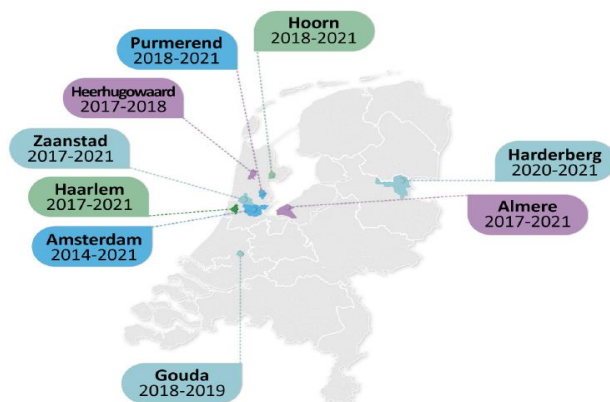 Hoorn
2018-2021
Purmerend
2018-2021
Heerhugowaard
2017-2018
Zaanstad
2017-2021
Harderberg
2020-2021
Haarlem
2017-2021
Almere
2017-2021
Amsterdam
2014-2021
Gouda
2018-2019